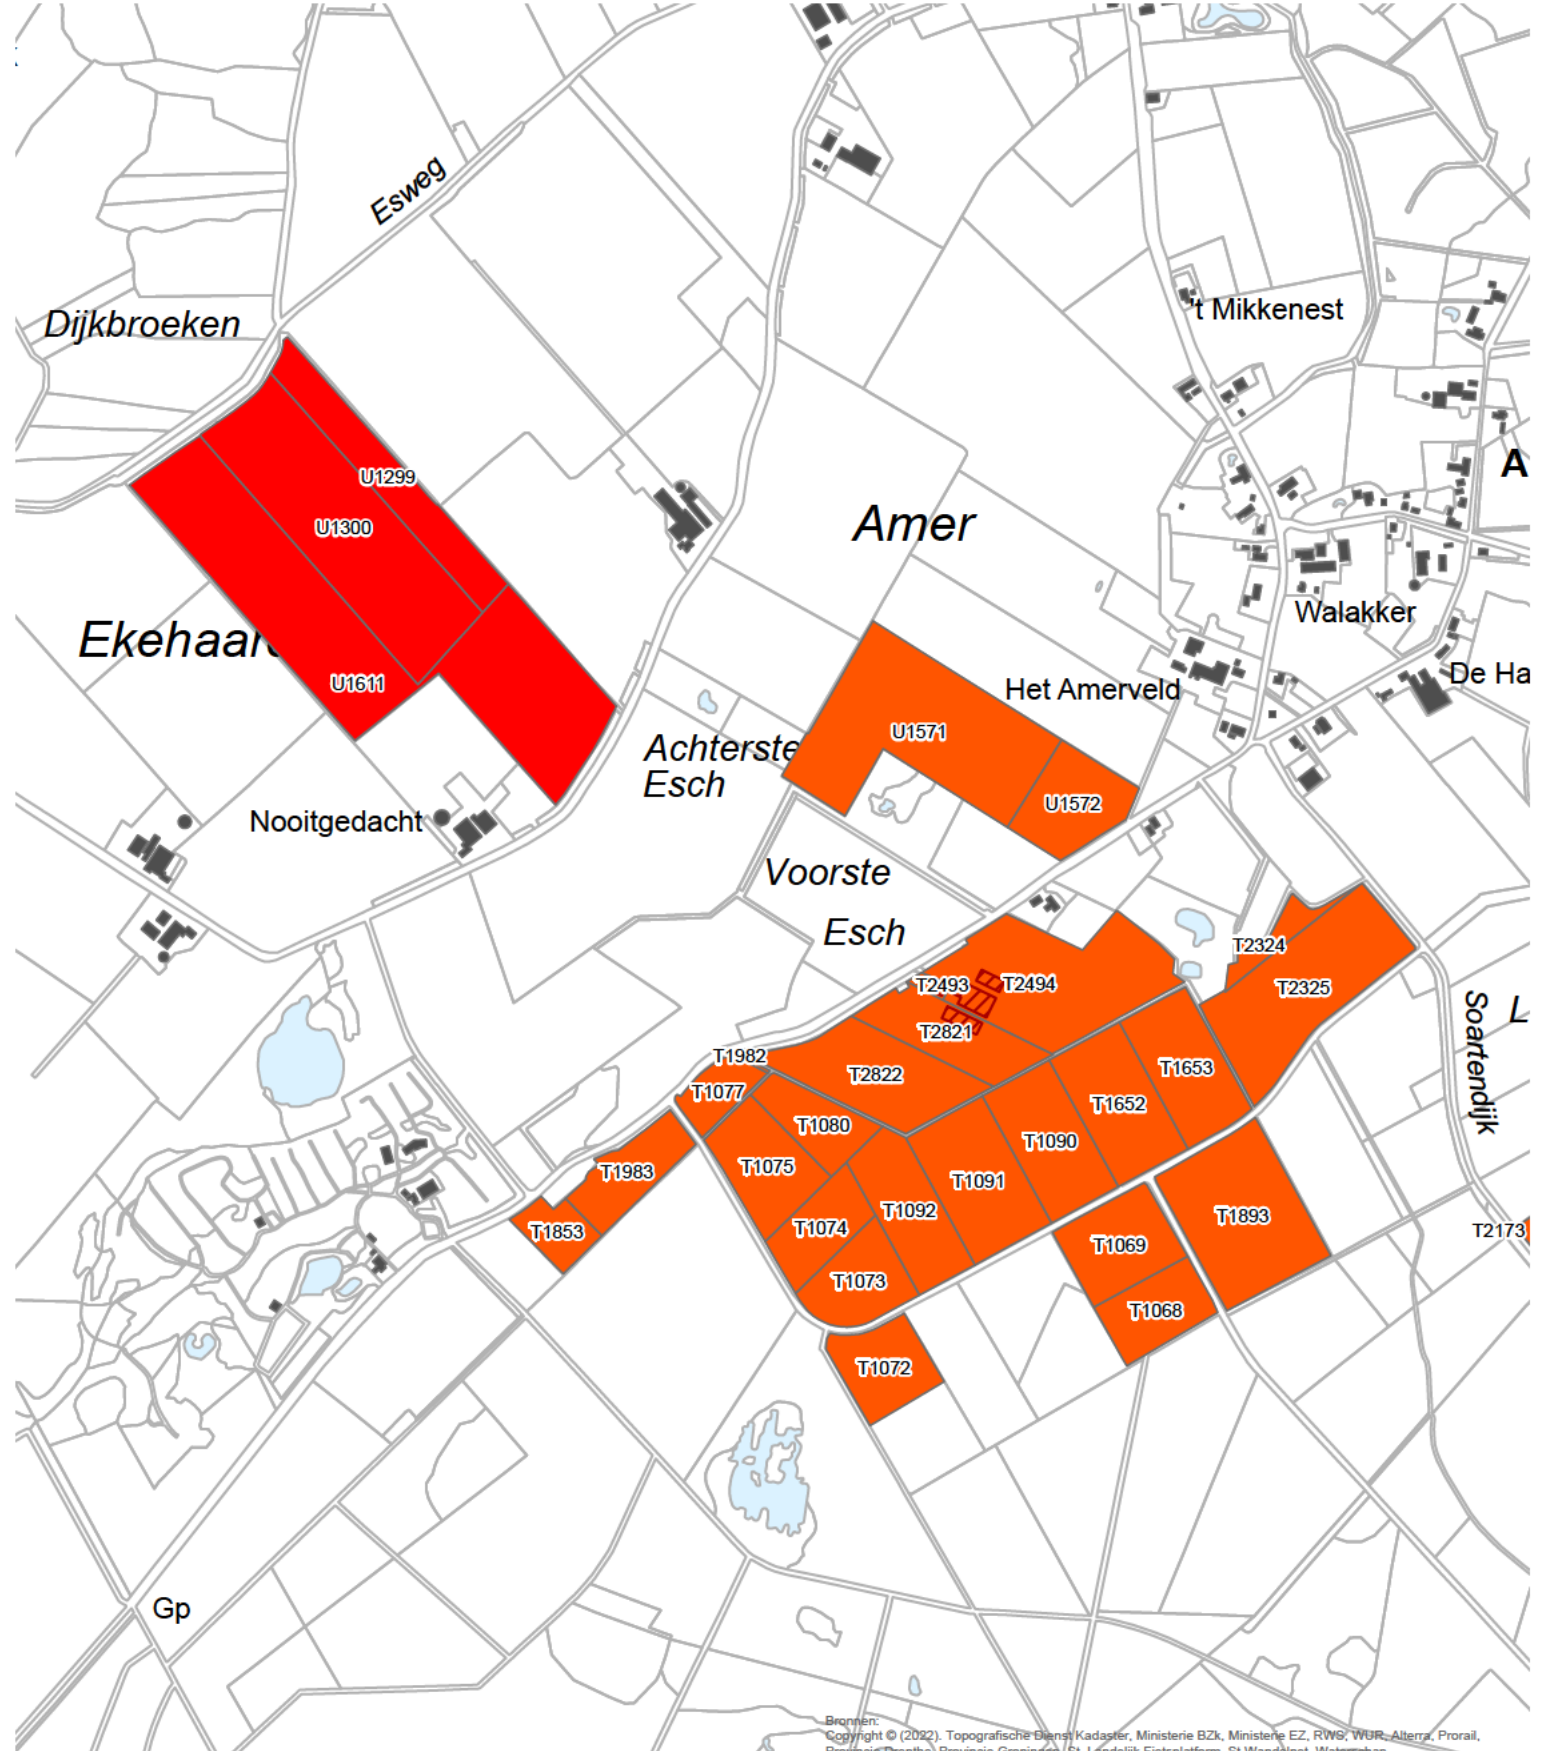 Esweg
Dijkbroeken
't Mikkenest
U1299
A
U1300
Amer
Walakker
Ekehaar
De Ha
U1611
Het Amerveld
U1571
Achterste
Esch
U1572
Nooitgedacht
Voorste
Esch
T2324
T2493
T2494
T2325
Soartendijk
L
T2821
T1982
T2822
T1653
T1077
T1652
T1080
T1090
T1075
T1983
T1091
T1092
T1893
T1074
T1853
T2173
T1069
T1073
T1068
T1072
Gp
Bronnen:
Copyright © (2022). Topografische Dienst Kadaster, Ministerie BZk, Ministerie EZ, RWS, WUR, Alterra, Prorail,